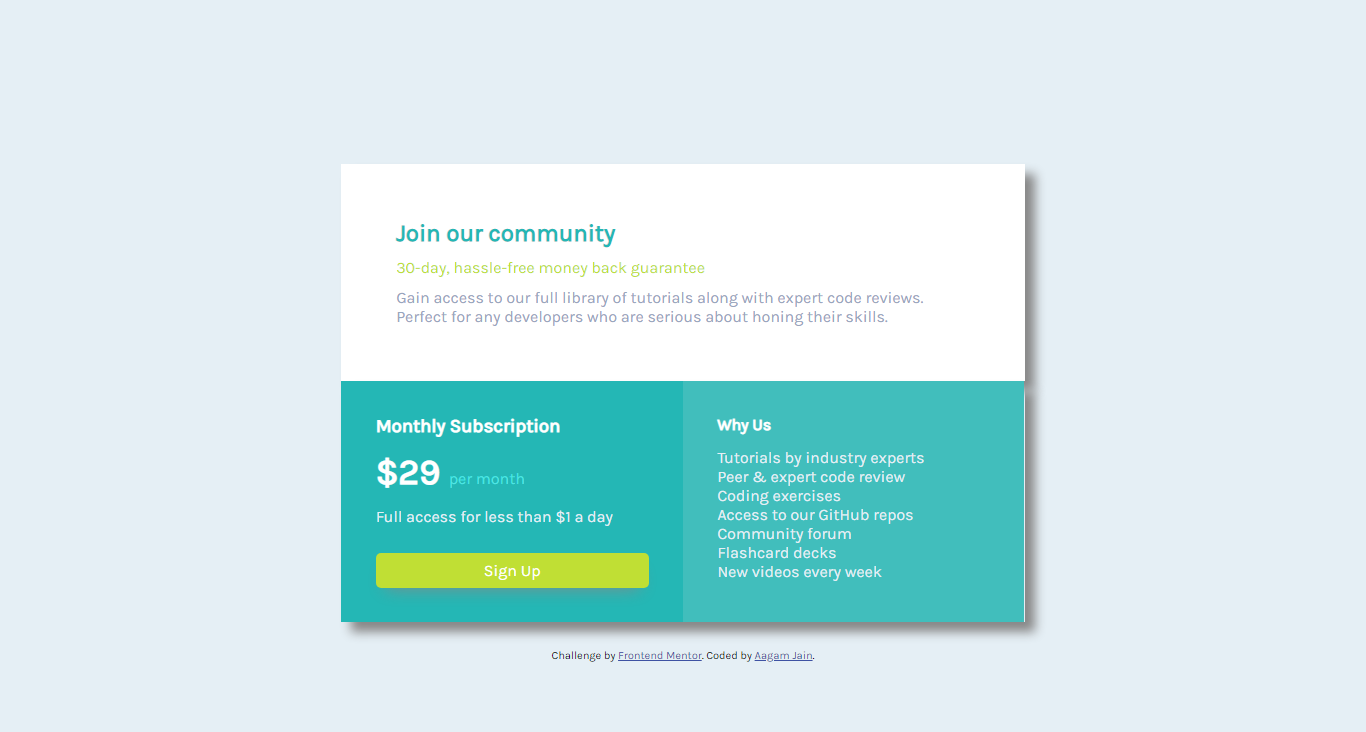 Join our community
30-day, hassle-free money back guarantee
Gain access to our full library of tutorials along with expert code reviews.
Perfect for any developers who are serious about honing their skills.
Monthly Subscription
$29 per month
Full access for less than $1 a day
Sign Up
Why Us
Tutorials by industry experts
Peer & expert code review
Coding exercises
Access to our GitHub repos
Community forum
Flashcard decks
New videos every week
Challenge by Frontend Mentor. Coded by Aagam Jain.